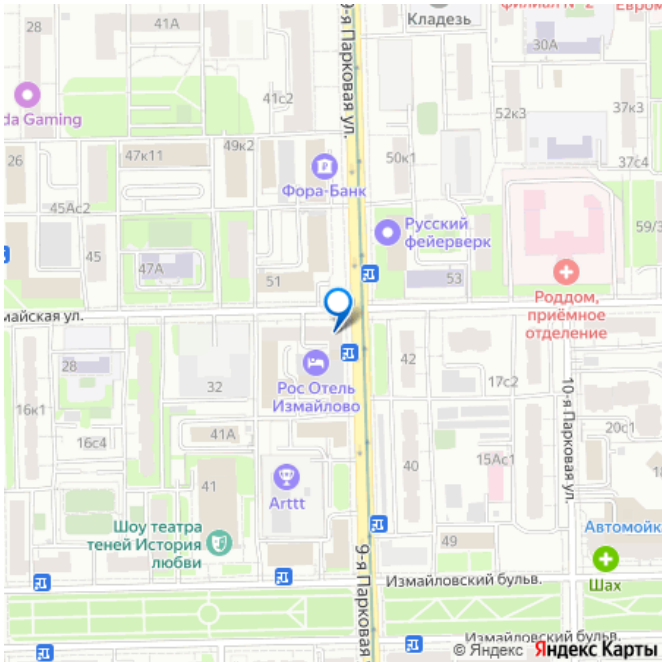 28
41А
Кладезь
филиал № 2
Евром
30А
9-я Парковая ул.
da Gaming
41с2
52к3
37к3
49к2
47к11
26
50к1
37с4
Фора-Банк
45Ас2
Русский
фейерверк
59/3
45
47А
51
53
Роддом,
приёмное
отделение
майская ул.
28
42
Рос Отель
Измайлово
32
17с2
16к1
16с4
41А
10-я Парковая ул.
20с1
15Ас1
40
41
Arttt
Шоу театра
теней История
любви
49
Автомойка
Шах
9-я Парковая
Измайловский бульв.
Измайловский бульв.
© Яндекс Яндекс Карты